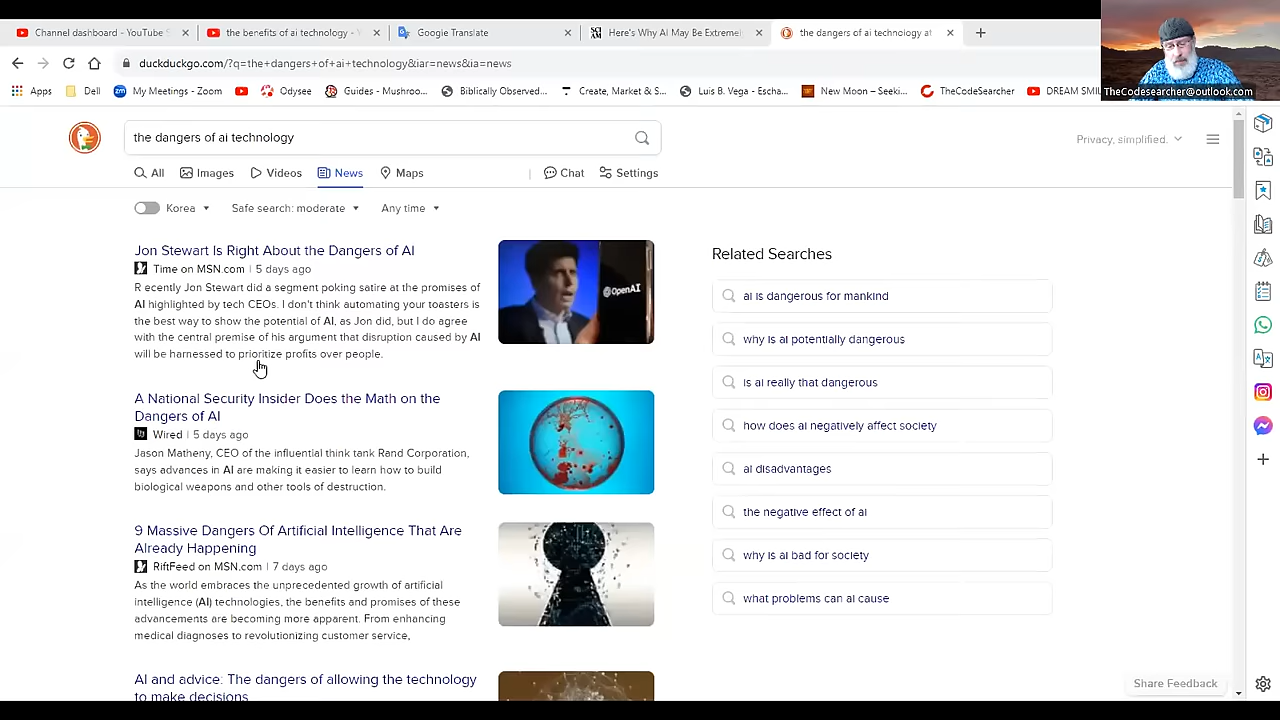 Channel dashboard - YouTube
the benefits of ai technology -
Google Translate
Here's Why AI May Be Extremel
the dangers of ai technology at
duckduckgo.com/?q=the+dangers+of+ai+technology&iar=news&ia=news
Apps
Dell
My Meetings - Zoom
Odysee
Guides - Mushroo...
Biblically Observed...
Create, Market & S...
Luis B. Vega - Escha...
New Moon – Seeki...
TheCodeSearcher
DREAM SMI
TheCodesearcher@outlook.com
the dangers of ai technology
Privacy, simplified.
All
Images
Videos
News
Maps
Chat
Settings
Korea
Safe search: moderate
Any time
Jon Stewart Is Right About the Dangers of AI
Time on MSN.com | 5 days ago
R ecently Jon Stewart did a segment poking satire at the promises of
AI highlighted by tech CEOs. I don't think automating your toasters is
the best way to show the potential of AI, as Jon did, but I do agree
with the central premise of his argument that disruption caused by AI
will be harnessed to prioritize profits over people.
@OpenAI
A National Security Insider Does the Math on the
Dangers of AI
Wired | 5 days ago
Jason Matheny, CEO of the influential think tank Rand Corporation,
says advances in AI are making it easier to learn how to build
biological weapons and other tools of destruction.
9 Massive Dangers Of Artificial Intelligence That Are
Already Happening
RiftFeed on MSN.com | 7 days ago
As the world embraces the unprecedented growth of artificial
intelligence (AI) technologies, the benefits and promises of these
advancements are becoming more apparent. From enhancing
medical diagnoses to revolutionizing customer service,
AI and advice: The dangers of allowing the technology
to make decisions
Related Searches
ai is dangerous for mankind
why is ai potentially dangerous
is ai really that dangerous
how does ai negatively affect society
ai disadvantages
the negative effect of ai
why is ai bad for society
what problems can ai cause
Share Feedback